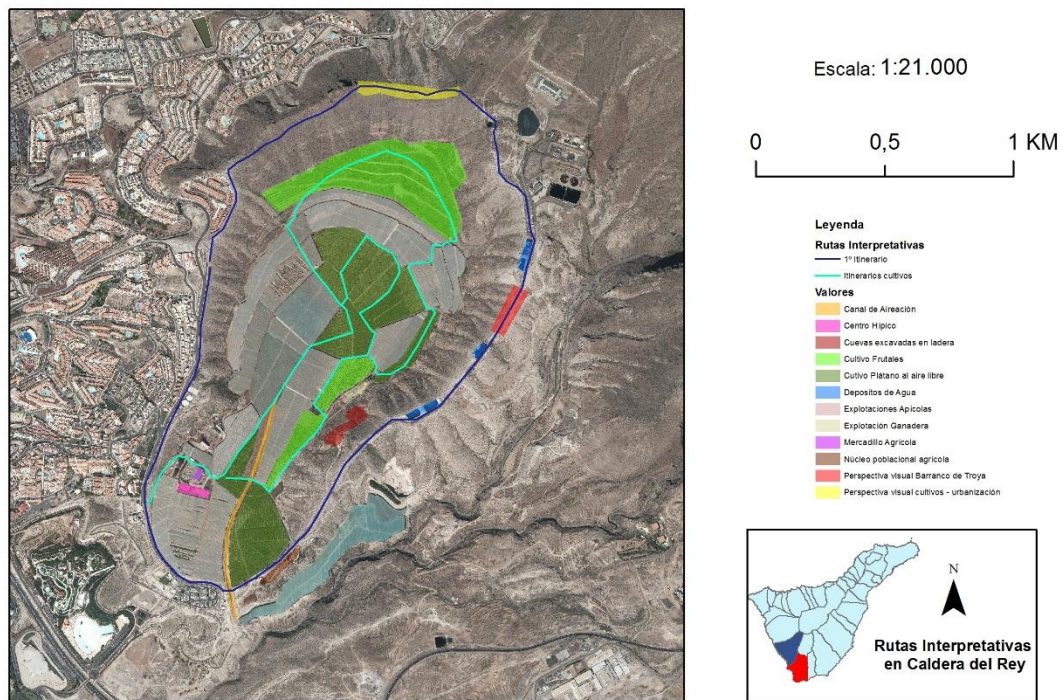 Escala: 1:21.000
0 0,5 1 KM
Leyenda
Rutas Interpretativas
1º Itinerario
Itinerarios cultivos
Valores
Canal de Aireación
Centro Hípico
Cuevas excavadas en ladera
Cultivo Frutales
Cutivo Plátano al aire libre
Depositos de Agua
Explotaciones Apícolas
Explotación Ganadera
Mercadillo Agrícola
Núcleo poblacional agrícola
Perspectiva visual Barranco de Troya
Perspectiva visual cultivos - urbanización
N
Rutas Interpretativas
en Caldera del Rey